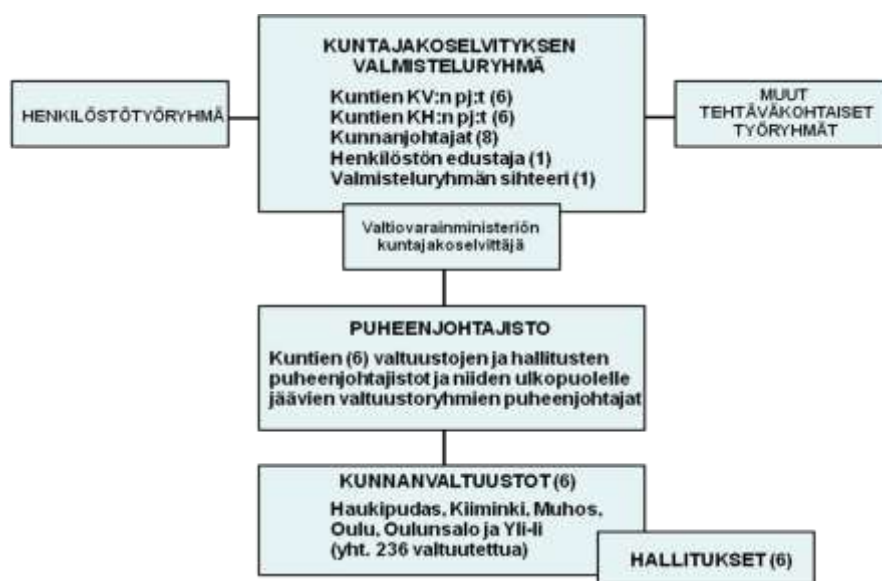 KUNTAJAKOSELVITYKSEN
VALMISTELURYHMÄ
Kuntien KV:n pj:t (6)
Kuntien KH:n pj:t (6)
Kunnanjohtajat (8)
Henkilöstön edustaja (1)
Valmisteluryhmän sihteeri (1)
HENKILÖSTÖTYÖRYHMÄ
MUUT
TEHTÄVÄKOHTAISET
TYÖRYHMÄT
Valtiovarainministeriön
kuntajakoselvittäjä
PUHEENJOHTAJISTO
Kuntien (6) valtuustojen ja hallitusten
puheenjohtajistot ja niiden ulkopuolelle
jäävien valtuustoryhmien puheenjohtajat
KUNNANVALTUUSTOT (6)
Haukipudas, Kiiminki, Muhos,
Oulu, Oulunsalo ja Yli-Ii
(yht. 236 valtuutettua)
HALLITUKSET (6)